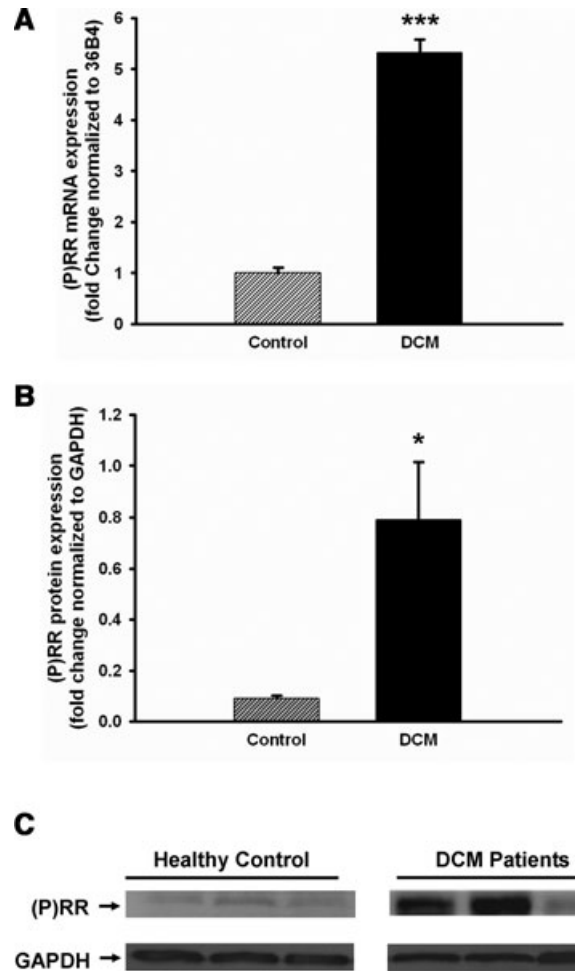 A
(P)RR mRNA expression
(fold Change normalized to 36B4)
6
5
4
3
2
1
0
***
Control
DCM
B
(P)RR protein expression
(fold change normalized to GAPDH)
1.2
1.0
0.8
0.6
0.4
0.2
0.0
*
Control
DCM
C
Healthy Control
DCM Patients
(P)RR
GAPDH